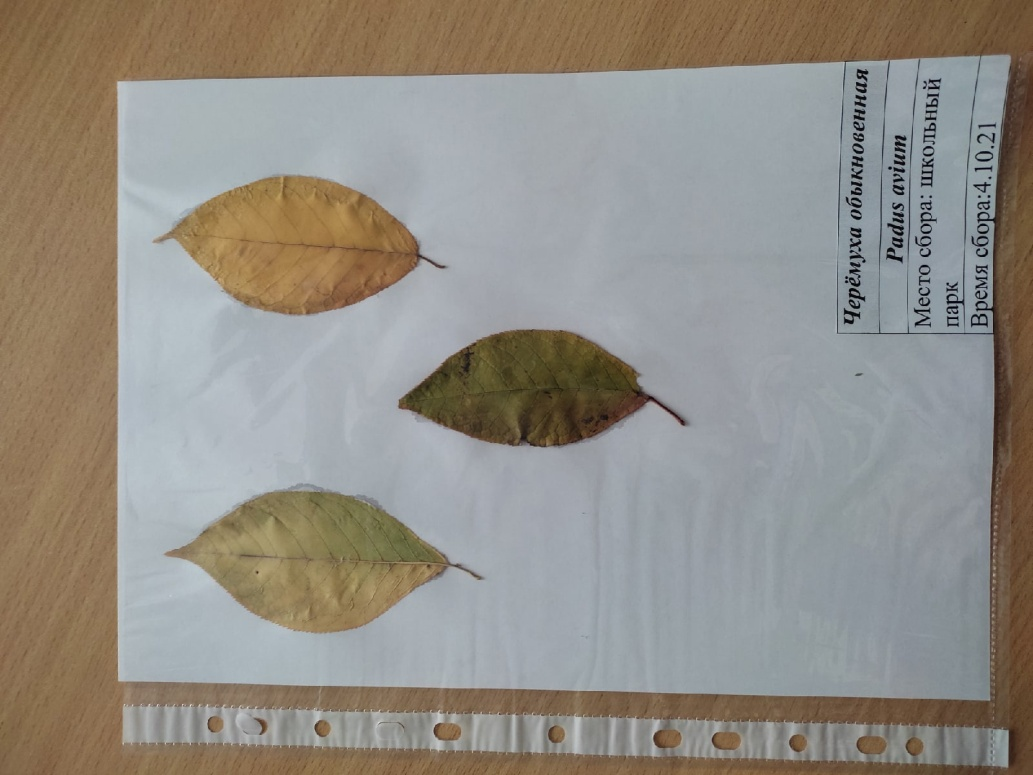 Черёмуха обыкновенная
Padus avium
Место сбора: школьный
парк
Время сбора:4.10.21